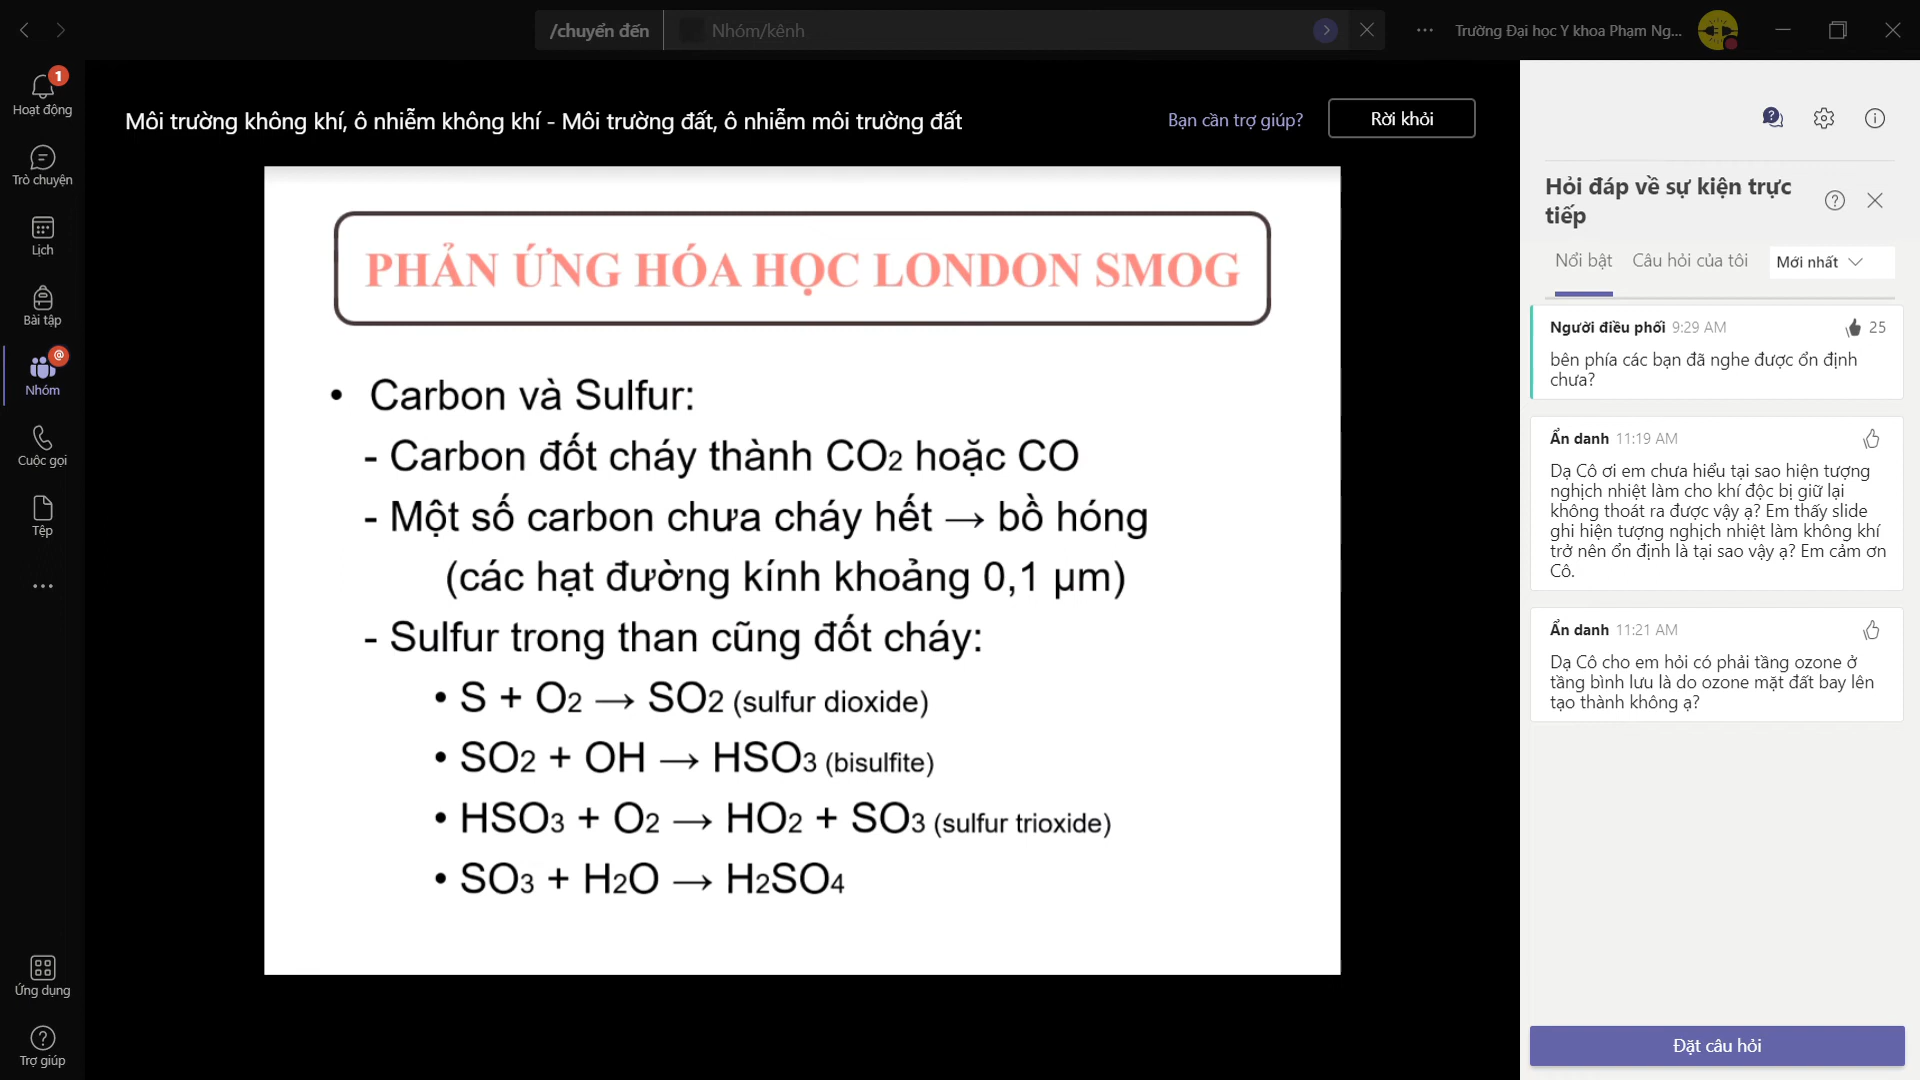 /chuyển đến
Nhóm/kênh
Trường Đại học Y khoa Phạm Ng...
1
Hoạt động
Trò chuyện
Lịch
Bài tập
@
Nhóm
Cuộc gọi
Tệp
Ứng dụng
Trợ giúp
Môi trường không khí, ô nhiễm không khí - Môi trường đất, ô nhiễm môi trường đất
Bạn cần trợ giúp?
Rời khỏi
PHẢN ỨNG HÓA HỌC LONDON SMOG
• Carbon và Sulfur:
- Carbon đốt cháy thành CO2 hoặc CO
- Một số carbon chưa cháy hết → bồ hóng
(các hạt đường kính khoảng 0,1 µm)
- Sulfur trong than cũng đốt cháy:
• S + O2 → SO2 (sulfur dioxide)
• SO2 + OH → HSO3 (bisulfite)
• HSO3 + O2 → HO2 + SO3 (sulfur trioxide)
• SO3 + H2O → H2SO4
Hỏi đáp về sự kiện trực
tiếp
Nổi bật
Câu hỏi của tôi
Mới nhất
Người điều phối 9:29 AM
25
bên phía các bạn đã nghe được ổn định
chưa?
Ẩn danh 11:19 AM
Dạ Cô ơi em chưa hiểu tại sao hiện tượng
nghịch nhiệt làm cho khí độc bị giữ lại
không thoát ra được vậy ạ? Em thấy slide
ghi hiện tượng nghịch nhiệt làm không khí
trở nên ổn định là tại sao vậy ạ? Em cảm ơn
Cô.
Ẩn danh 11:21 AM
Dạ Cô cho em hỏi có phải tầng ozone ở
tầng bình lưu là do ozone mặt đất bay lên
tạo thành không ạ?
Đặt câu hỏi